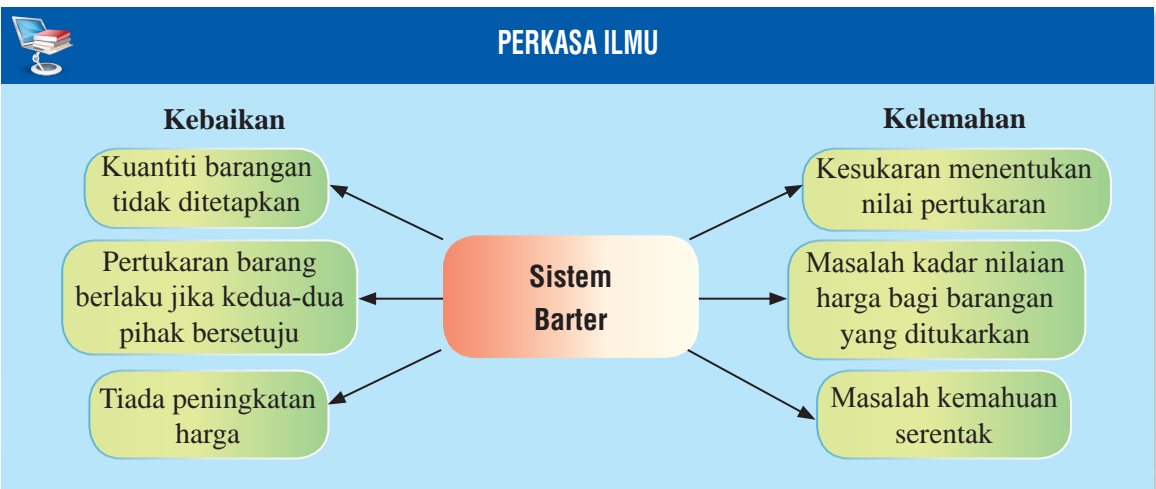 PERKASA ILMU
Kebaikan
Kuantiti barangan
tidak ditetapkan
Pertukaran barang
berlaku jika kedua-dua
pihak bersetuju
Tiada peningkatan
harga
Sistem
Barter
Kelemahan
Kesukaran menentukan
nilai pertukaran
Masalah kadar nilaian
harga bagi barangan
yang ditukarkan
Masalah kemahuan
serentak